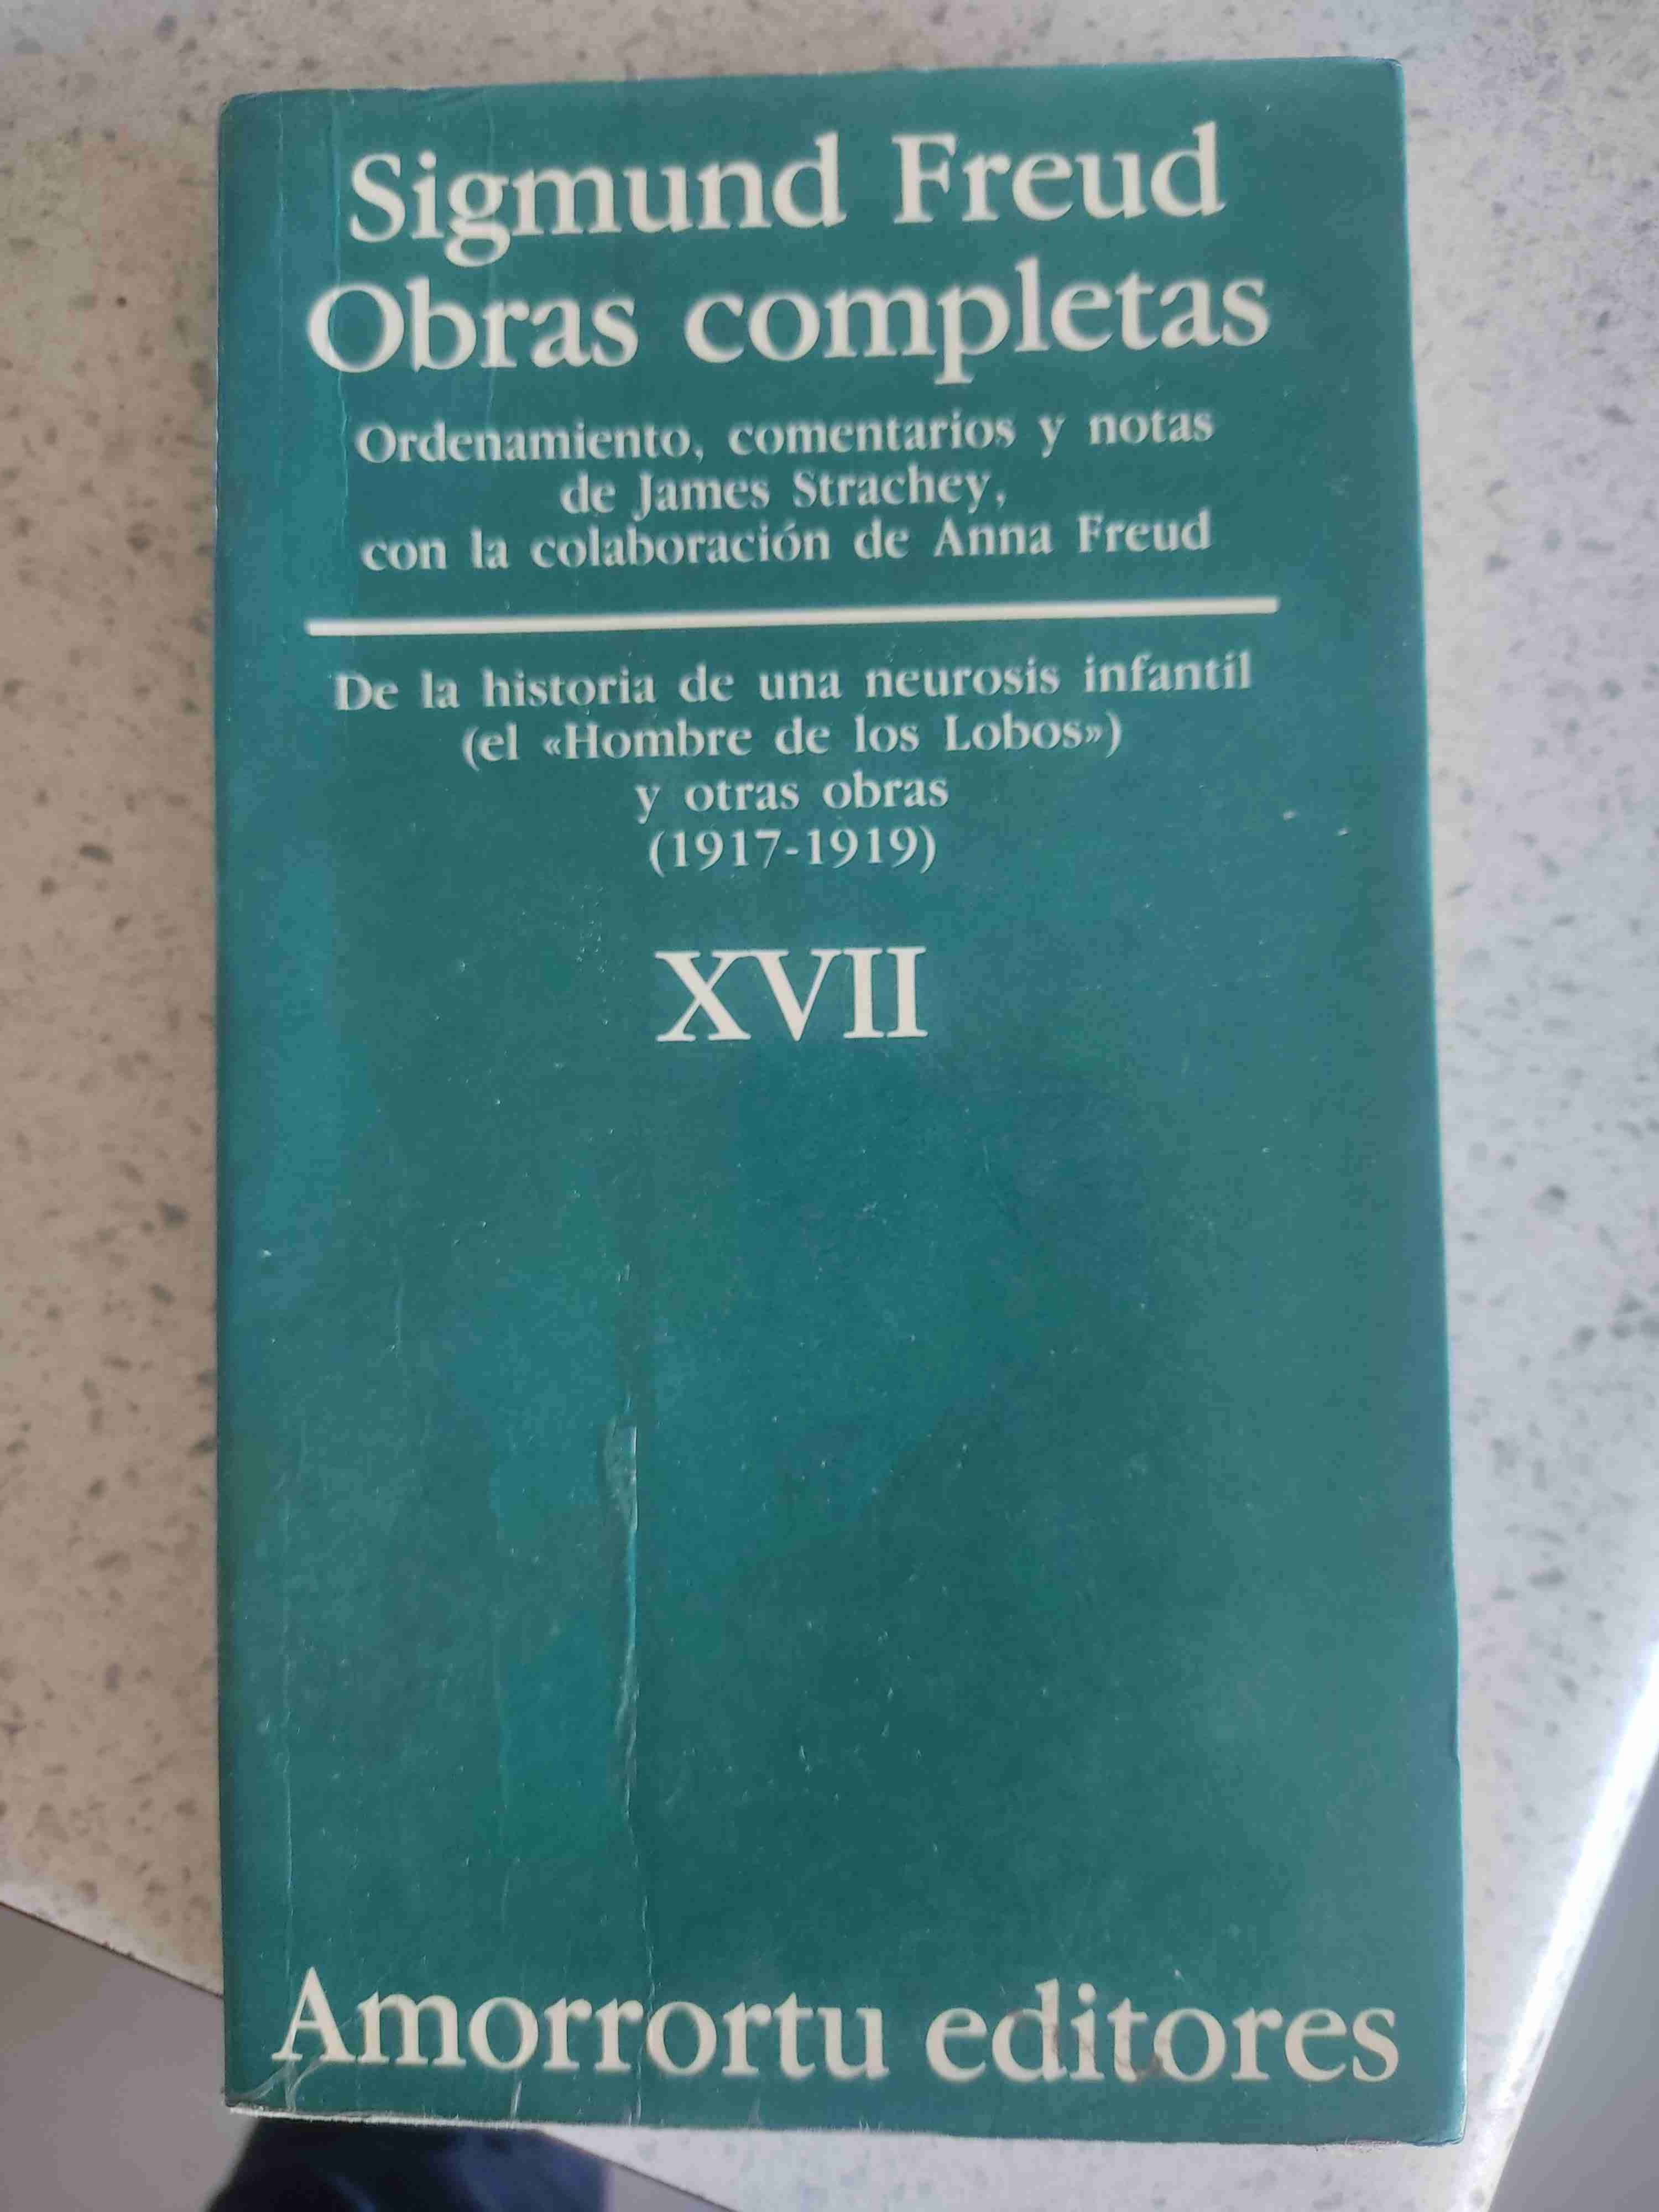 Sigmund Freud
Obras completas
Ordenamiento, comentarios y notas
de James Strachey,
con la colaboración de Anna Freud
De la historia de una neurosis infantil
(el «Hombre de los Lobos»)
y otras obras
(1917-1919)
XVII
Amorrortu editores